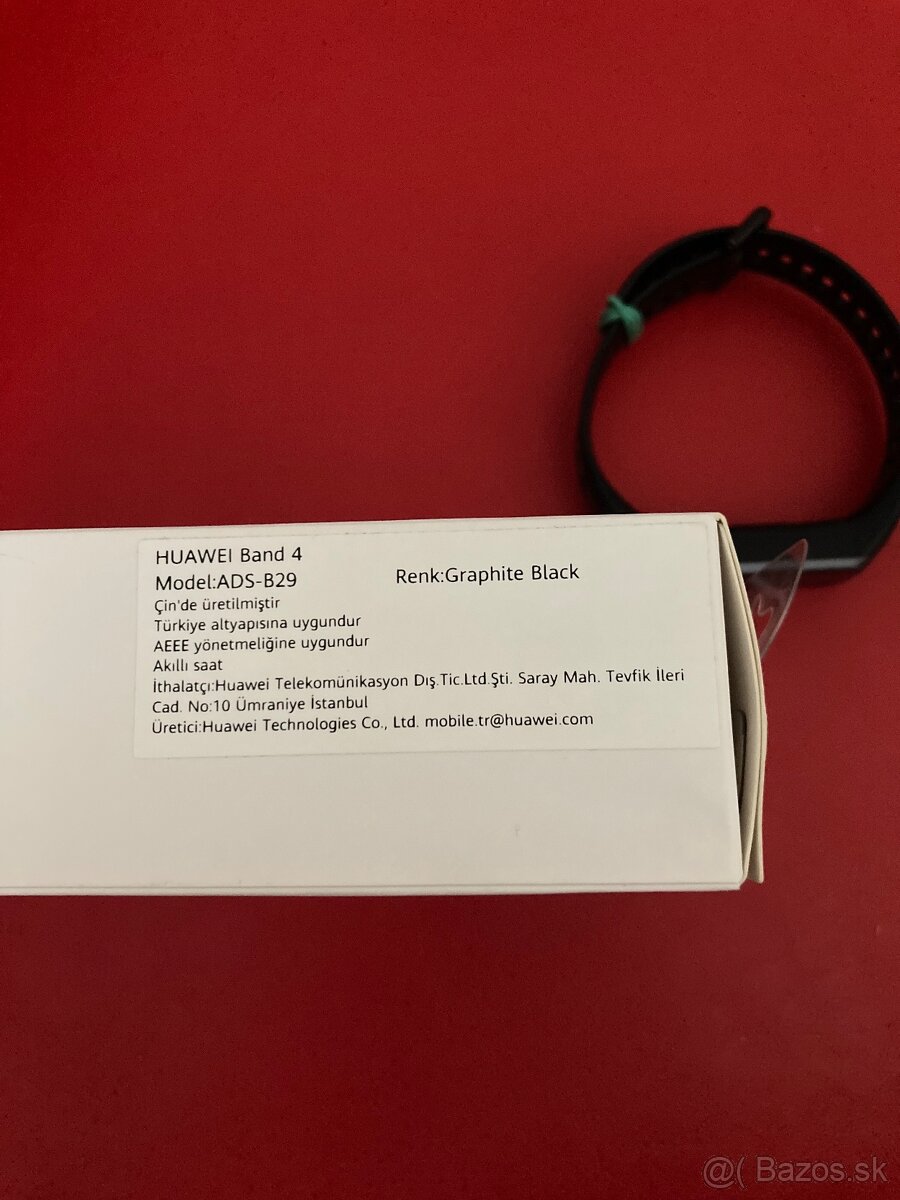 HUAWEI Band 4
Model:ADS-B29
Renk:Graphite Black
Çin'de üretilmiştir
Türkiye altyapısına uygundur
AEEE yönetmeliğine uygundur
Akıllı saat
İthalatçı:Huawei Telekomünikasyon Dış.Tic.Ltd.Şti. Saray Mah. Tevfik İleri
Cad. No:10 Ümraniye İstanbul
Üretici:Huawei Technologies Co., Ltd. mobile.tr@huawei.com
@( Bazos.sk